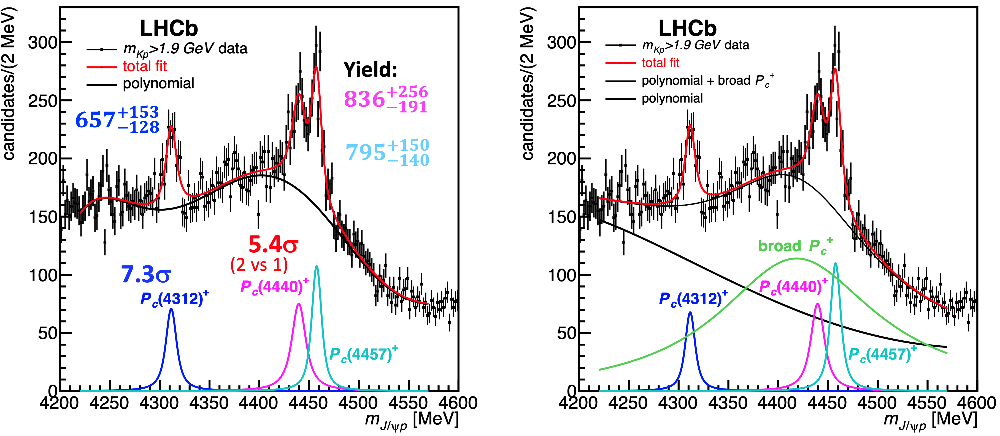 LHCb
m_Kp>1.9 GeV data
total fit
polynomial
Yield:
836 +256 −191
657 +153 −128
795 +150 −140
5.4σ
(2 vs 1)
7.3σ
P_c(4440)^+
P_c(4312)^+
P_c(4457)^+
candidates/(2 MeV)
300
250
200
150
100
50
0
4200 4250 4300 4350 4400 4450 4500 4550 4600
m_J/ψp [MeV]
LHCb
m_Kp>1.9 GeV data
total fit
polynomial + broad P_c^+
polynomial
broad P_c^+
P_c(4440)^+
P_c(4312)^+
P_c(4457)^+
candidates/(2 MeV)
300
250
200
150
100
50
0
4200 4250 4300 4350 4400 4450 4500 4550 4600
m_J/ψp [MeV]